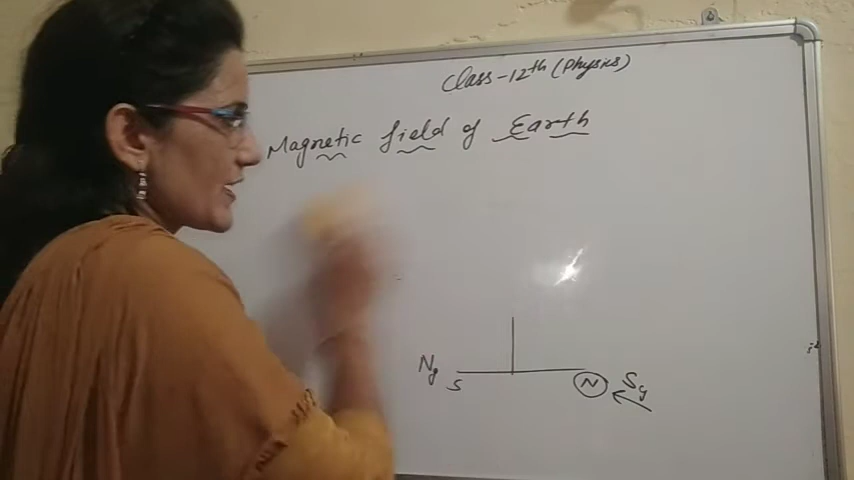 Class-12th (Physics)
Magnetic field of Earth
Ng
S
N
Sg